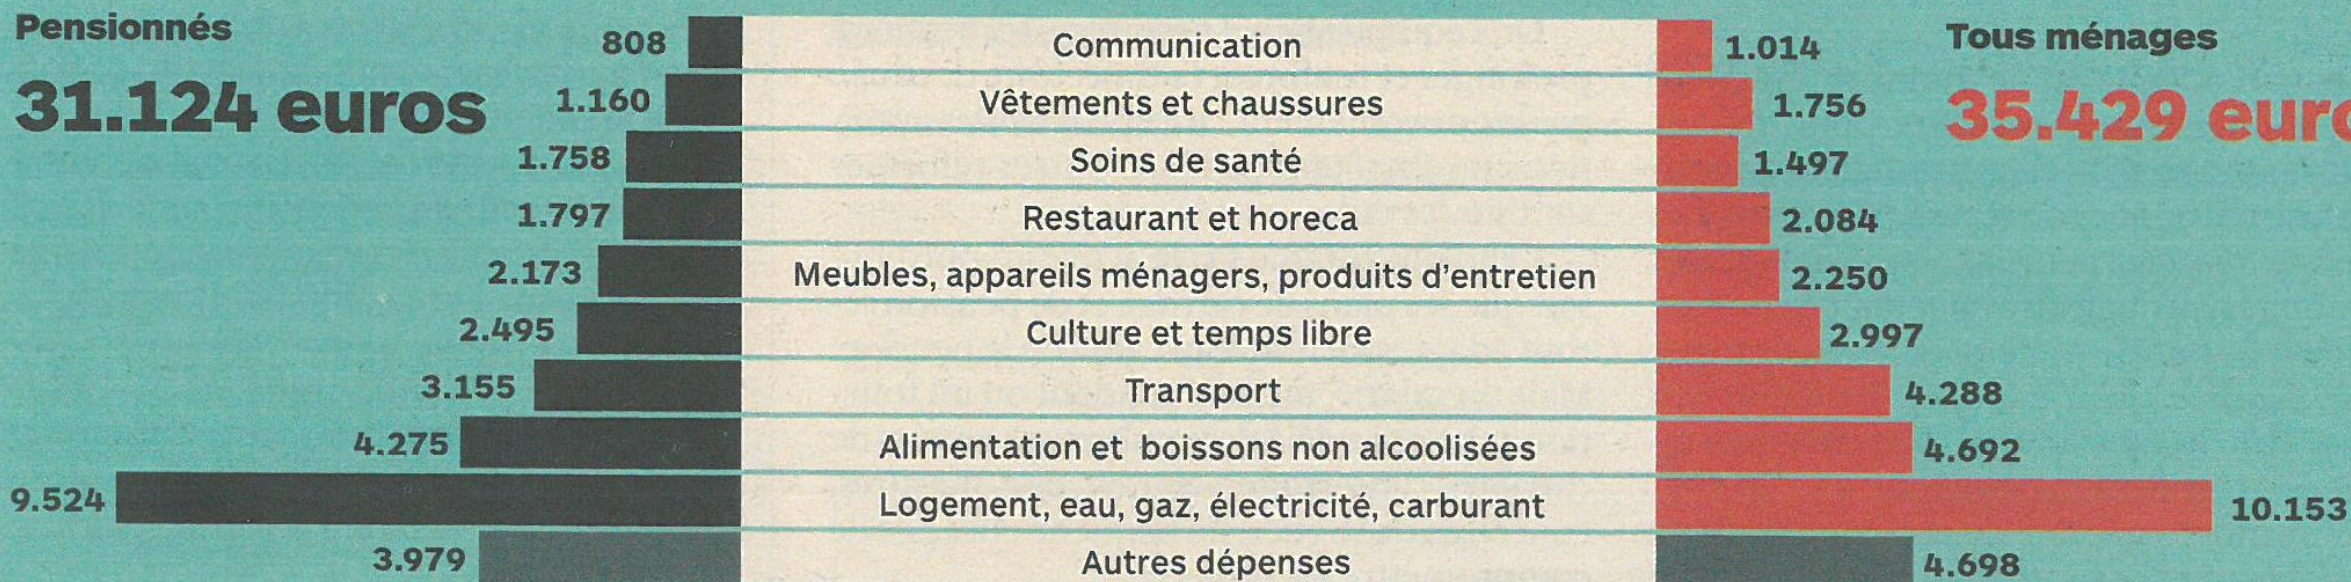 Pensionnés
31.124 euros
Tous ménages
35.429 euro
808 Communication 1.014
1.160 Vêtements et chaussures 1.756
1.758 Soins de santé 1.497
1.797 Restaurant et horeca 2.084
2.173 Meubles, appareils ménagers, produits d'entretien 2.250
2.495 Culture et temps libre 2.997
3.155 Transport 4.288
4.275 Alimentation et boissons non alcoolisées 4.692
9.524 Logement, eau, gaz, électricité, carburant 10.153
3.979 Autres dépenses 4.698